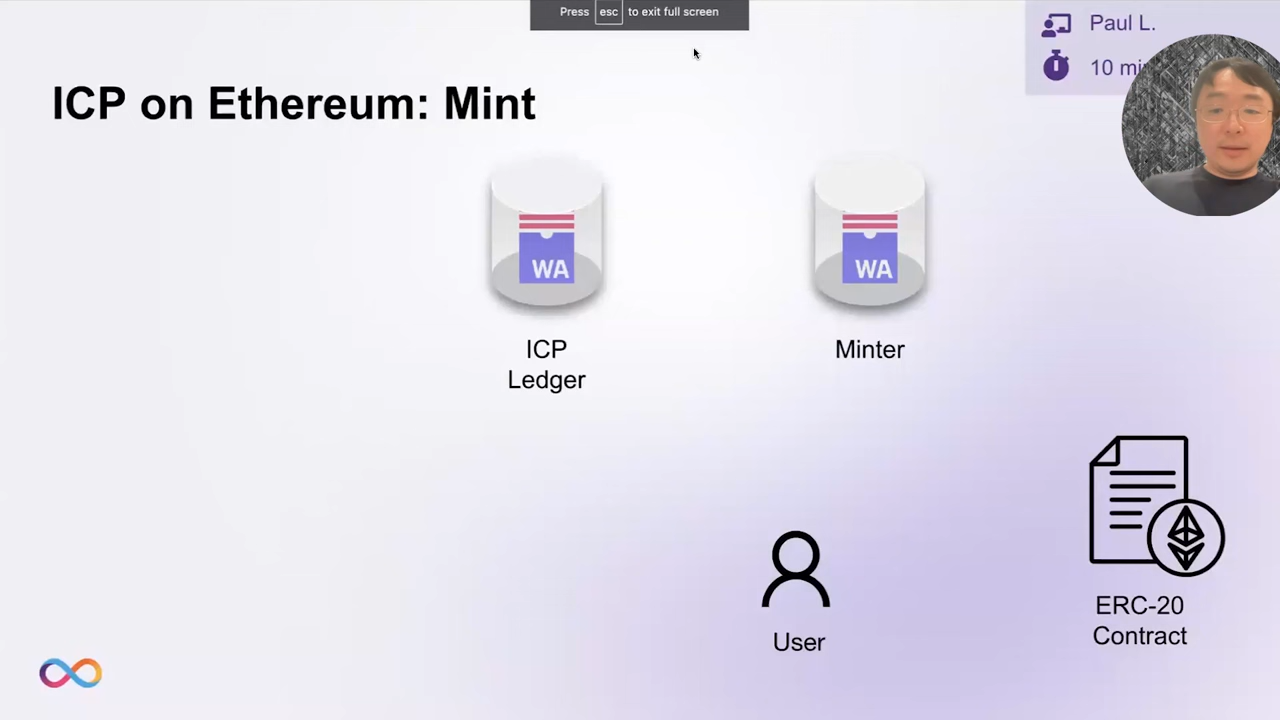 Press esc to exit full screen
Paul L.
10 mi
ICP on Ethereum: Mint
WA
WA
ICP
Ledger
Minter
ERC-20
Contract
User